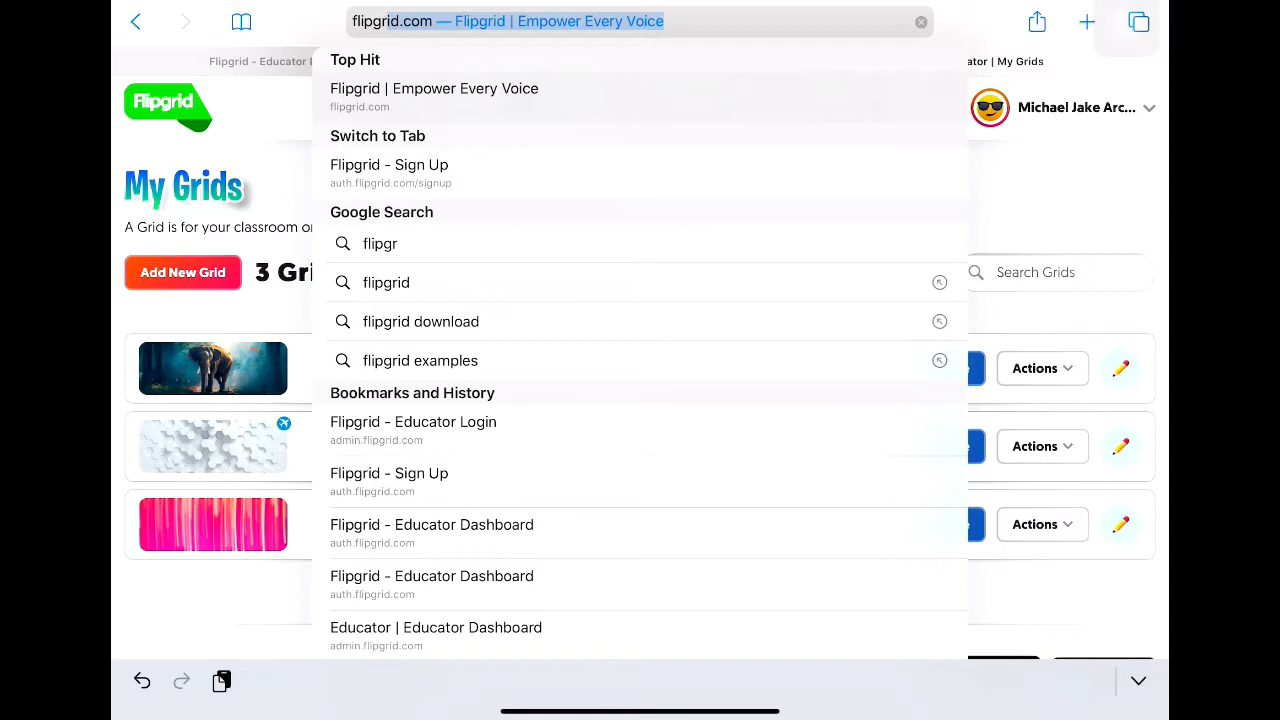 flipgrid.com — Flipgrid | Empower Every Voice
Flipgrid - Educator
ator | My Grids
Top Hit
Flipgrid | Empower Every Voice
flipgrid.com
Flipgrid
Michael Jake Arc...
Switch to Tab
Flipgrid - Sign Up
auth.flipgrid.com/signup
My Grids
A Grid is for your classroom or
Google Search
flipgr
Add New Grid
3 Gri
Search Grids
flipgrid
flipgrid download
flipgrid examples
Actions
Bookmarks and History
Flipgrid - Educator Login
admin.flipgrid.com
Actions
Flipgrid - Sign Up
auth.flipgrid.com
Flipgrid - Educator Dashboard
auth.flipgrid.com
Actions
Flipgrid - Educator Dashboard
auth.flipgrid.com
Educator | Educator Dashboard
admin.flipgrid.com